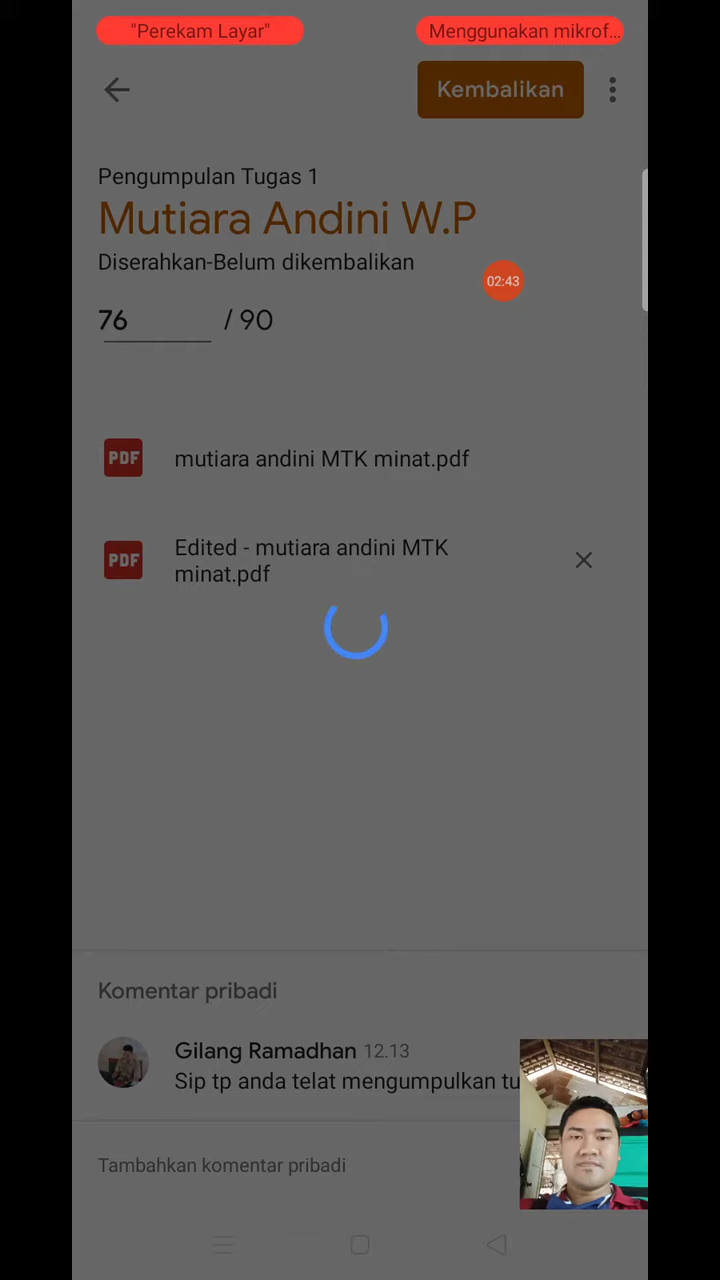 "Perekam Layar"
Menggunakan mikrof...
Kembalikan
Pengumpulan Tugas 1
Mutiara Andini W.P
Diserahkan-Belum dikembalikan
02:43
76 / 90
PDF mutiara andini MTK minat.pdf
PDF Edited - mutiara andini MTK
minat.pdf
Komentar pribadi
Gilang Ramadhan 12.13
Sip tp anda telat mengumpulkan tu
Tambahkan komentar pribadi